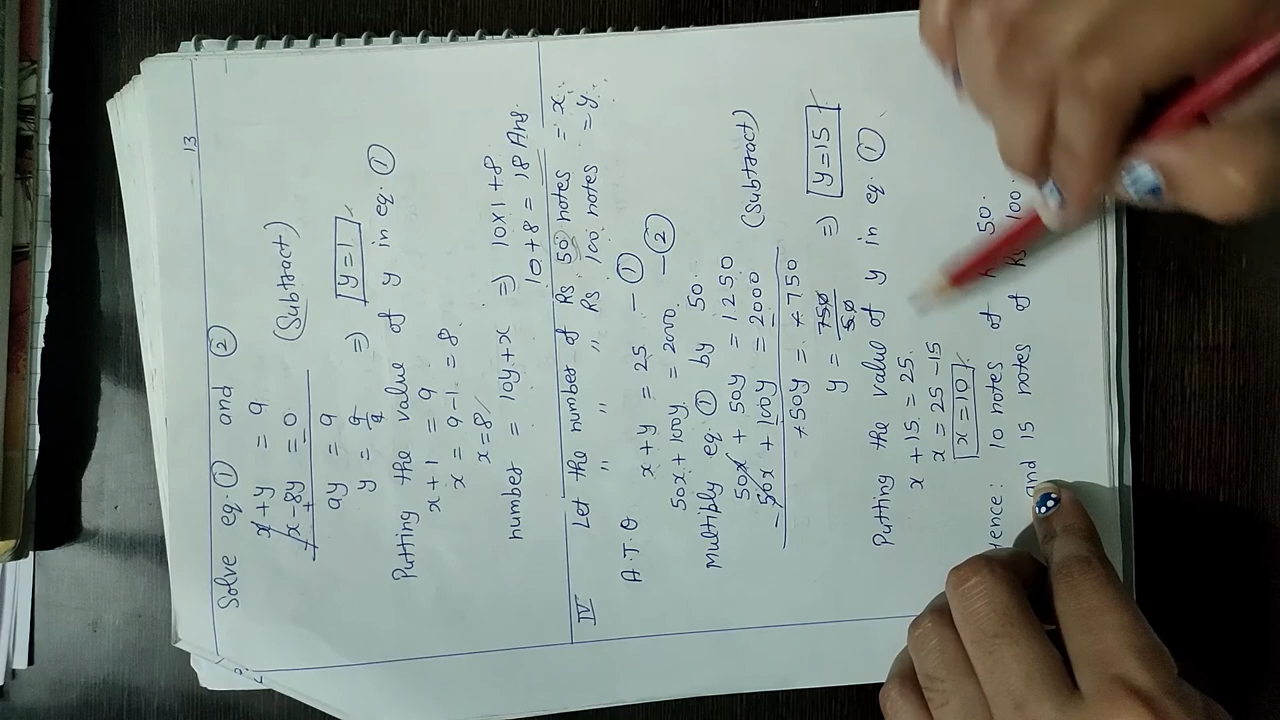 13
Solve eq. ① and ②
x + y = 9
x - 8y = 0 (Subtract)
- + -
9y = 9
y = 9/9 ⇒ y = 1
Putting the value of y in eq. ①
x + 1 = 9
x = 9 - 1 = 8.
x = 8
number = 10y + x ⇒ 10 x 1 + 8
10 + 8 = 18 Ans.
IV Let the number of Rs 50 notes = x.
" " " Rs 100 notes = y.
A.T.Q
x + y = 25 - ①
50x + 100y = 2000 - ②
Multiply eq. ① by 50.
50x + 50y = 1250
- 50x + 100y = 2000 (Subtract)
+ 50y = + 750
y = 750/50 ⇒ y = 15
Putting the value of y in eq. ①
x + 15 = 25.
x = 25 - 15
x = 10
Hence: 10 notes of 50.
and 15 notes of Rs 100.